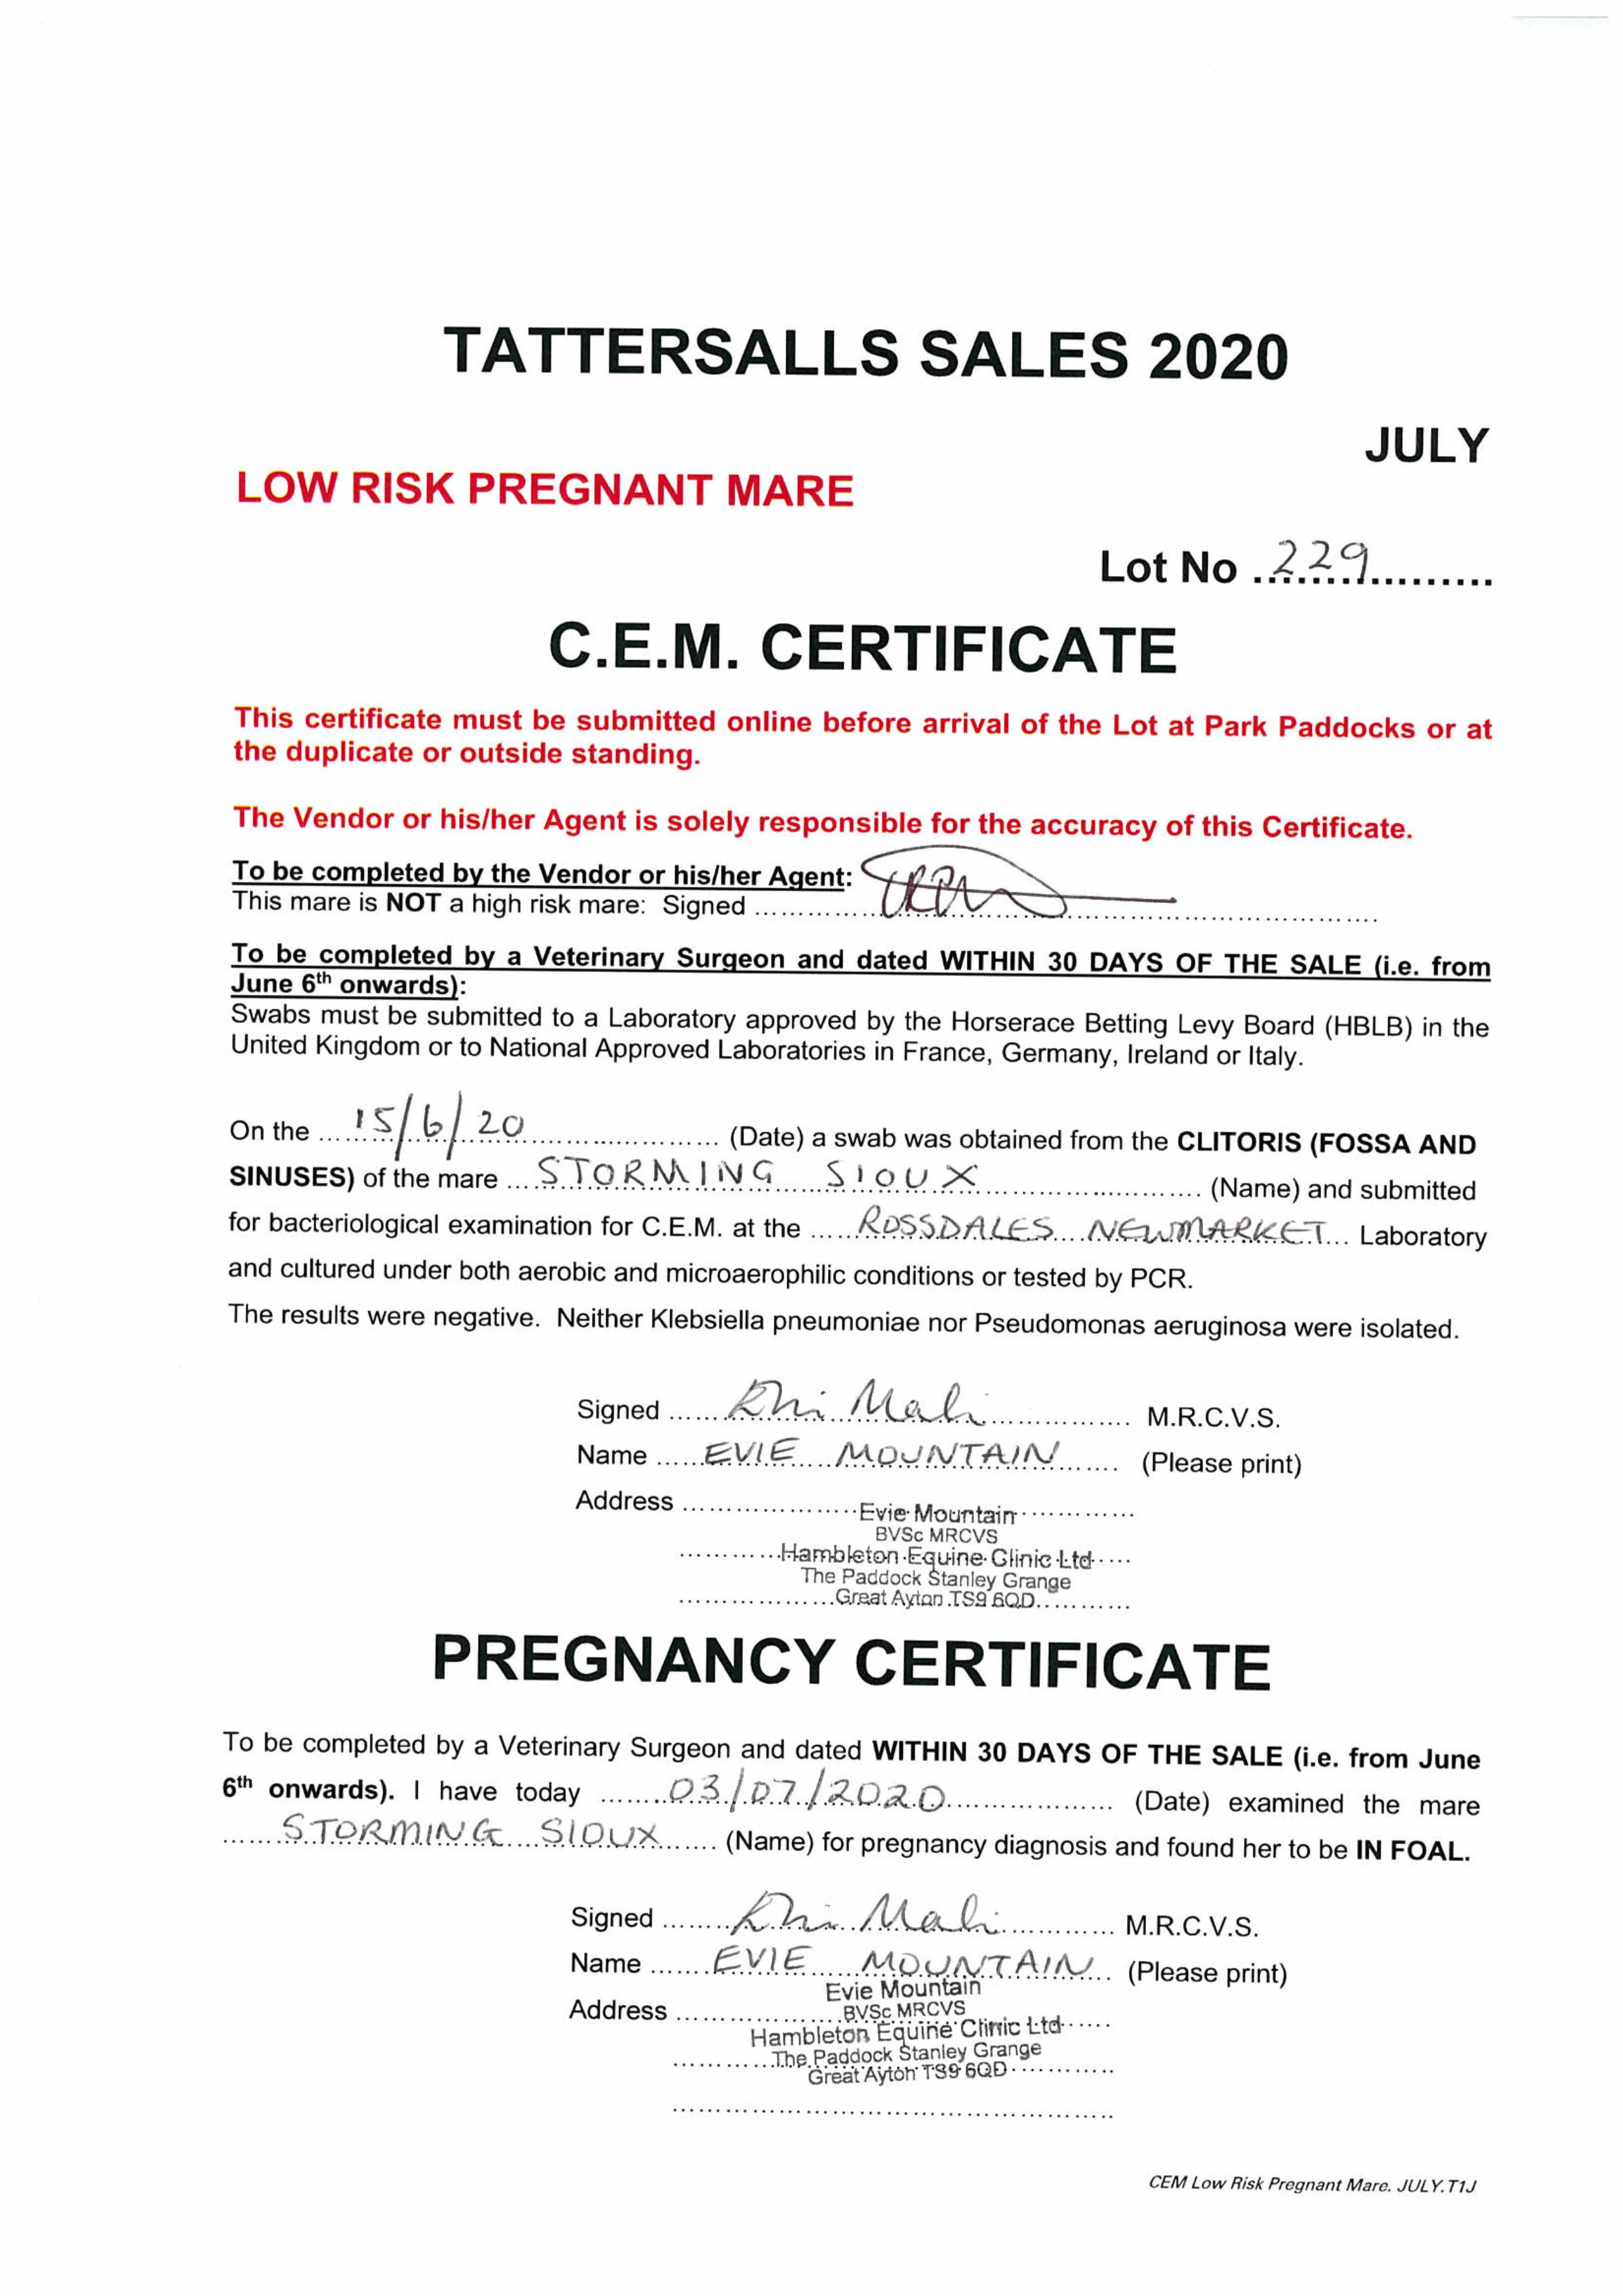 TATTERSALLS SALES 2020
JULY
LOW RISK PREGNANT MARE
Lot No ..229..................
C.E.M. CERTIFICATE
This certificate must be submitted online before arrival of the Lot at Park Paddocks or at
the duplicate or outside standing.
The Vendor or his/her Agent is solely responsible for the accuracy of this Certificate.
To be completed by the Vendor or his/her Agent:
This mare is NOT a high risk mare: Signed
To be completed by a Veterinary Surgeon and dated WITHIN 30 DAYS OF THE SALE (i.e. from
June 6th onwards):
Swabs must be submitted to a Laboratory approved by the Horserace Betting Levy Board (HBLB) in the
United Kingdom or to National Approved Laboratories in France, Germany, Ireland or Italy.
On the 15/6/20 (Date) a swab was obtained from the CLITORIS (FOSSA AND
SINUSES) of the mare STORMING SIOUX (Name) and submitted
for bacteriological examination for C.E.M. at the ROSSDALES NEWMARKET Laboratory
and cultured under both aerobic and microaerophilic conditions or tested by PCR.
The results were negative. Neither Klebsiella pneumoniae nor Pseudomonas aeruginosa were isolated.
Signed M.R.C.V.S.
Name EVIE MOUNTAIN (Please print)
Address Evie Mountain
BVSc MRCVS
Hambleton Equine Clinic Ltd
The Paddock Stanley Grange
Great Ayton TS9 6QD
PREGNANCY CERTIFICATE
To be completed by a Veterinary Surgeon and dated WITHIN 30 DAYS OF THE SALE (i.e. from June
6th onwards). I have today 03/07/2020 (Date) examined the mare
STORMING SIOUX (Name) for pregnancy diagnosis and found her to be IN FOAL.
Signed M.R.C.V.S.
Name EVIE MOUNTAIN (Please print)
Evie Mountain
Address BVSc MRCVS
Hambleton Equine Clinic Ltd
The Paddock Stanley Grange
Great Ayton TS9 6QD
CEM Low Risk Pregnant Mare. JULY.T1J